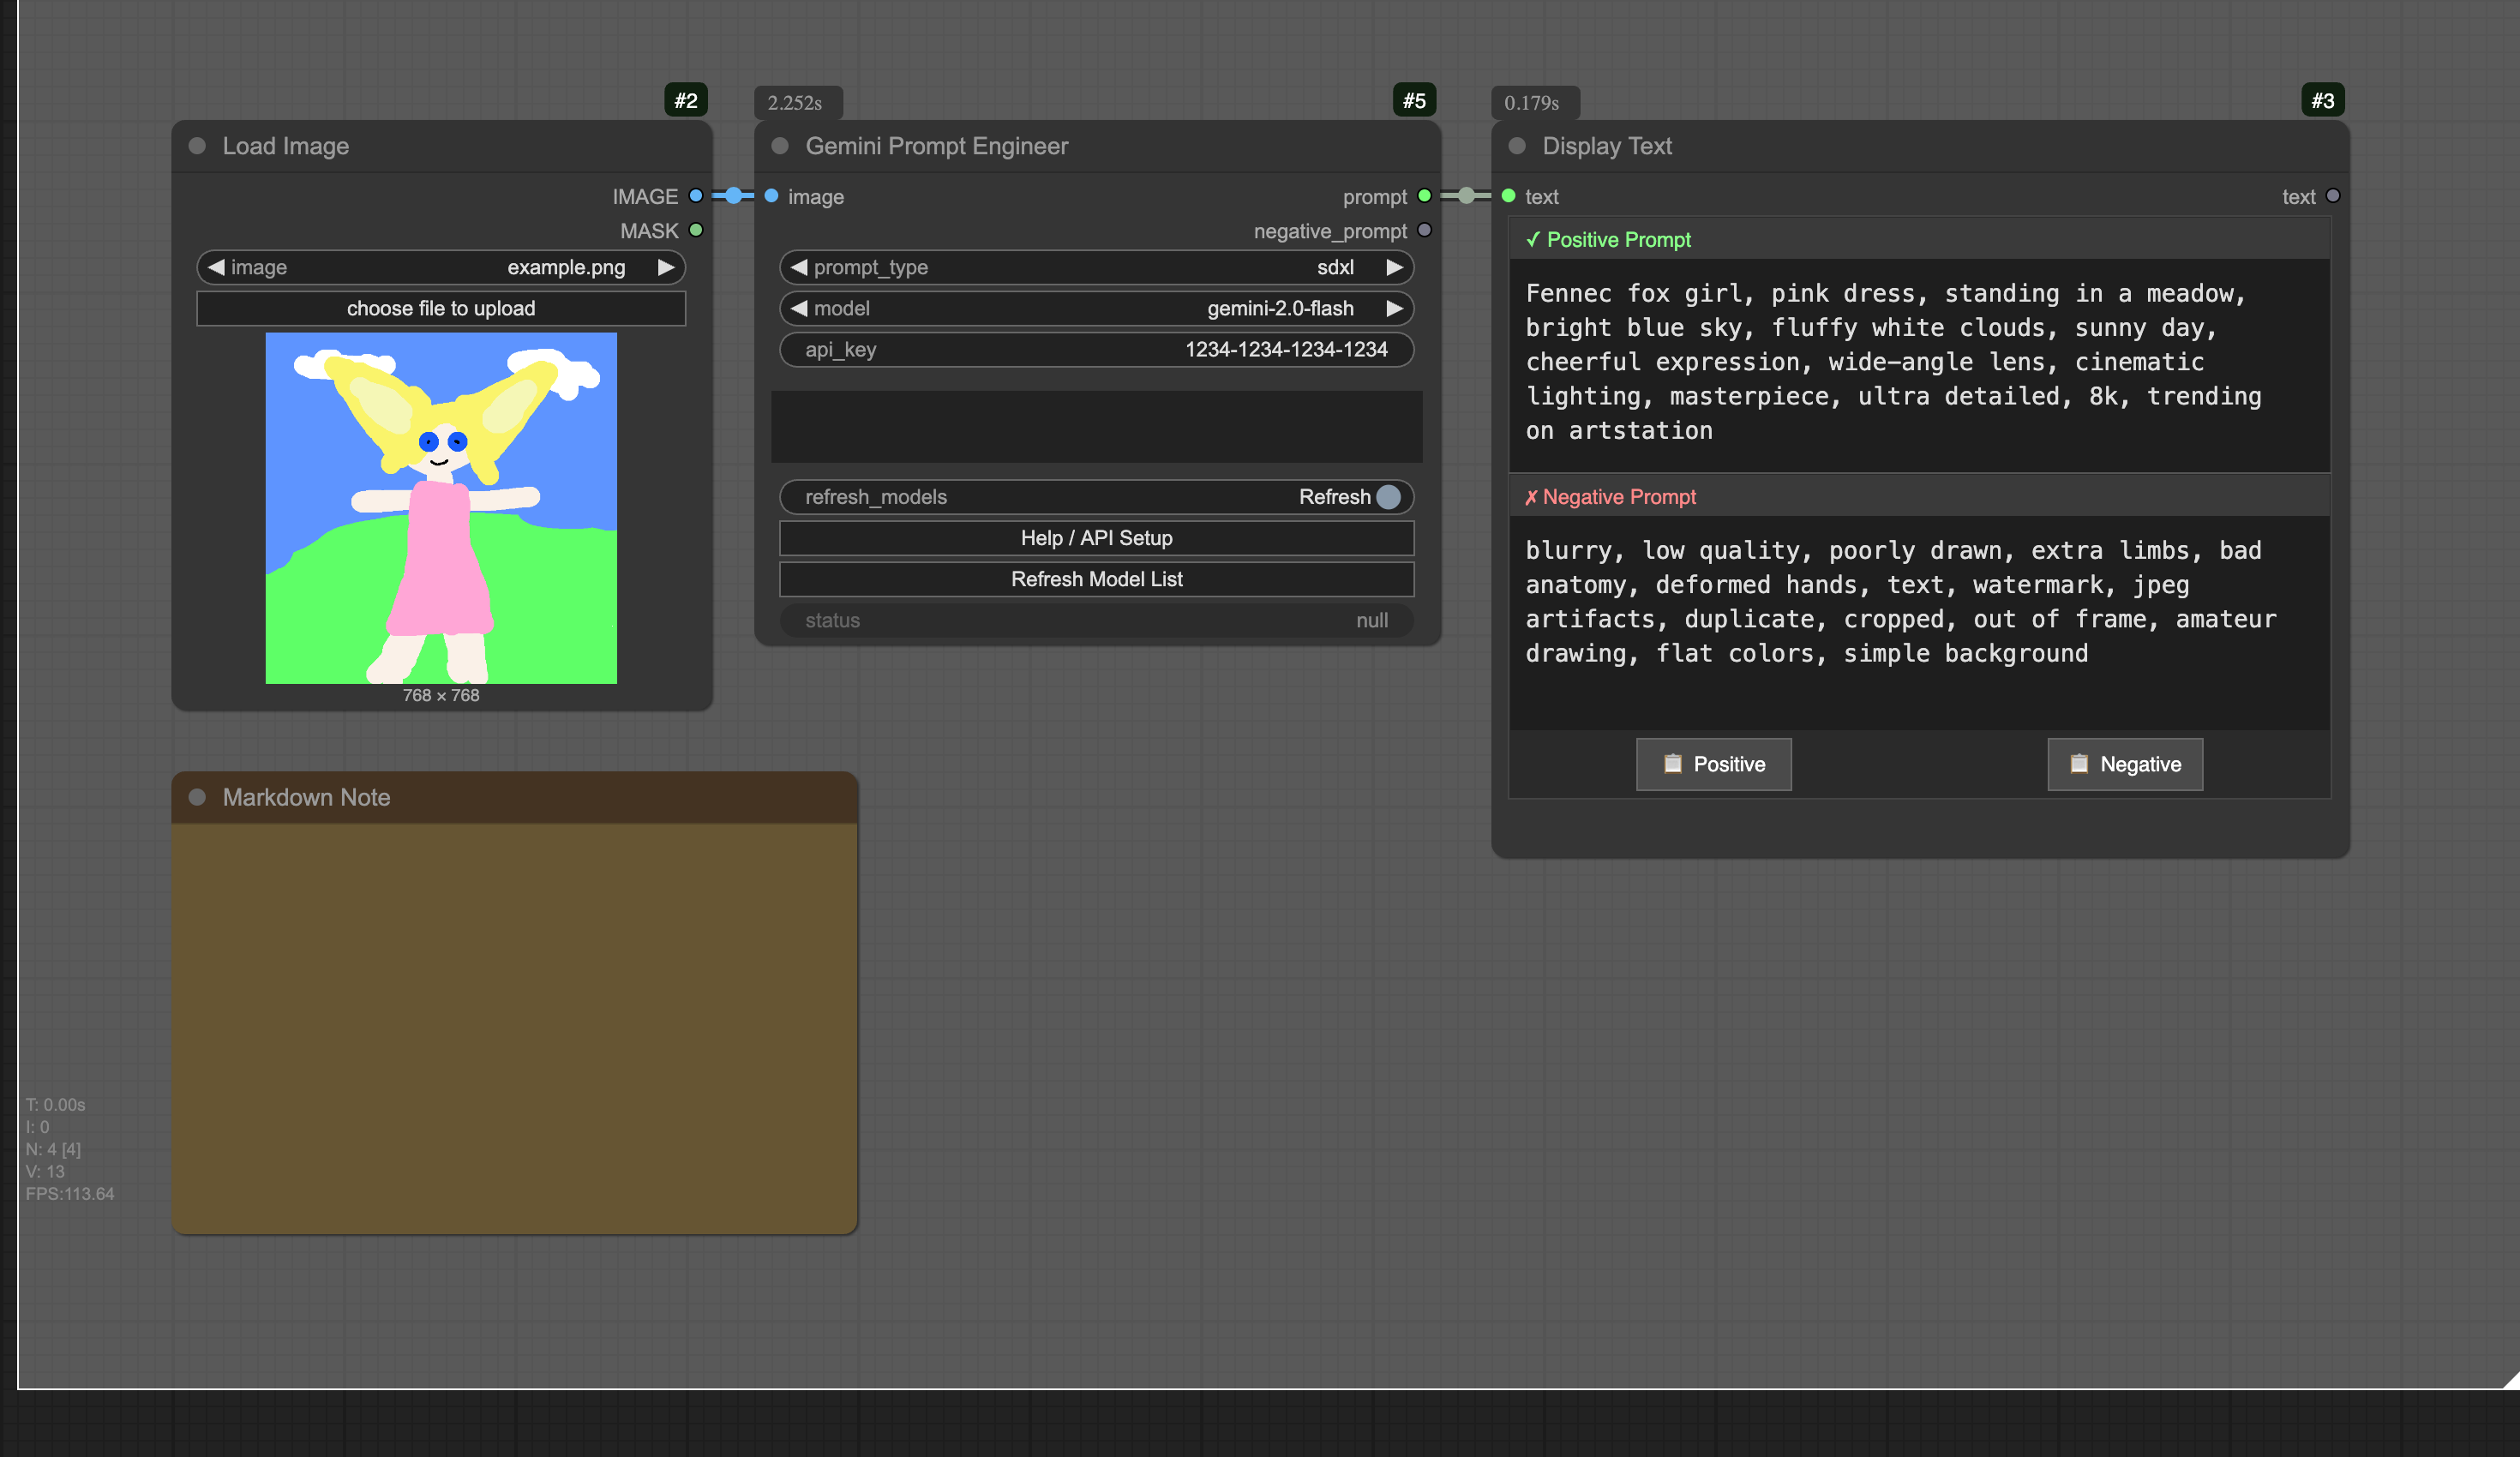 #2
Load Image
IMAGE
MASK
image example.png
choose file to upload
768 × 768
2.252s
#5
Gemini Prompt Engineer
image prompt
negative_prompt
prompt_type sdxl
model gemini-2.0-flash
api_key 1234-1234-1234-1234
refresh_models Refresh
Help / API Setup
Refresh Model List
status null
0.179s
#3
Display Text
text text
✓ Positive Prompt
Fennec fox girl, pink dress, standing in a meadow,
bright blue sky, fluffy white clouds, sunny day,
cheerful expression, wide-angle lens, cinematic
lighting, masterpiece, ultra detailed, 8k, trending
on artstation
✗ Negative Prompt
blurry, low quality, poorly drawn, extra limbs, bad
anatomy, deformed hands, text, watermark, jpeg
artifacts, duplicate, cropped, out of frame, amateur
drawing, flat colors, simple background
Positive Negative
Markdown Note
T: 0.00s
I: 0
N: 4 [4]
V: 13
FPS:113.64